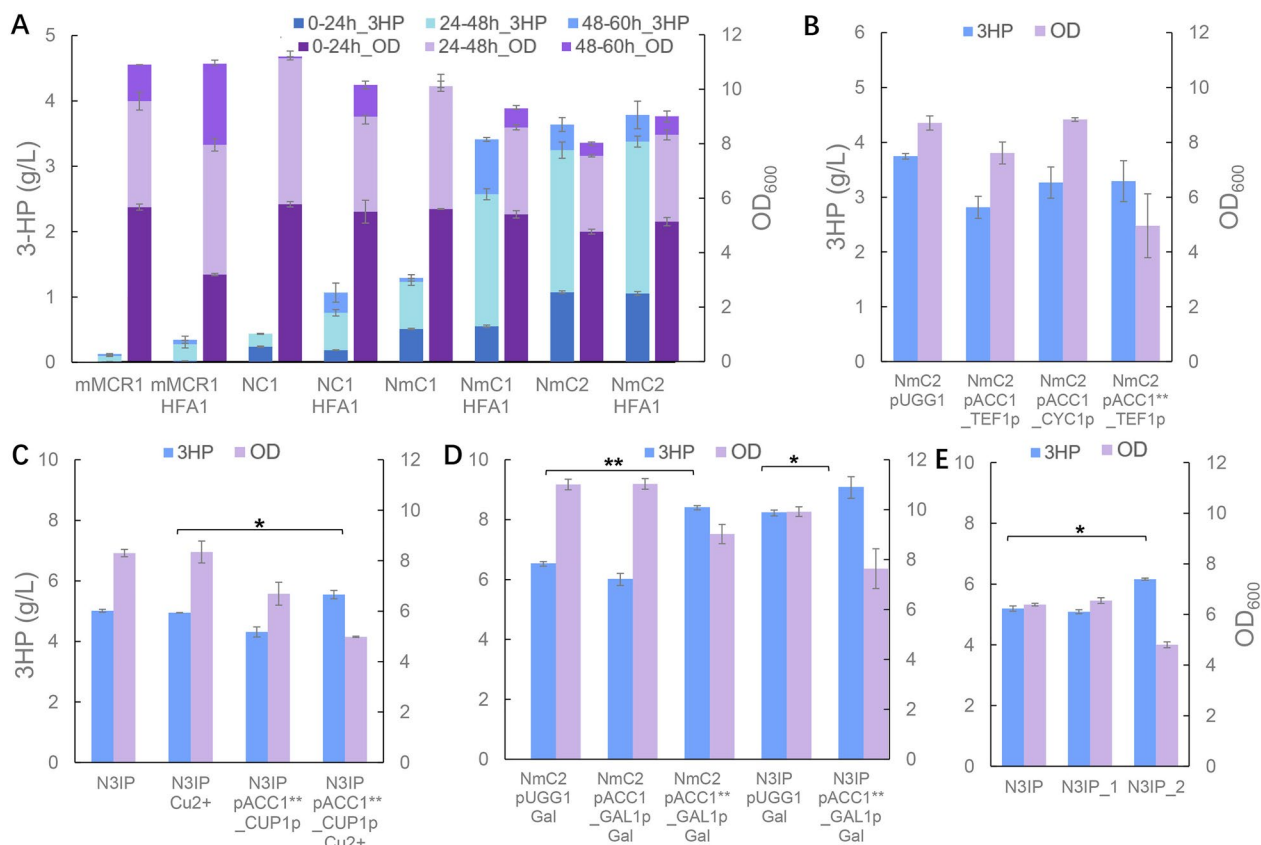 A
0-24h_3HP 24-48h_3HP 48-60h_3HP
0-24h_OD 24-48h_OD 48-60h_OD
3-HP (g/L)
5
4
3
2
1
0
12
10
8
6
4
2
0
OD600
mMCR1
mMCR1
HFA1
NC1
NC1
HFA1
NmC1
NmC1
HFA1
NmC2
NmC2
HFA1
B
3HP OD
3HP (g/L)
6
5
4
3
2
1
0
12
10
8
6
4
2
0
OD600
NmC2
pUGG1
NmC2
pACC1
_TEF1p
NmC2
pACC1
_CYC1p
NmC2
pACC1**
_TEF1p
C
3HP OD
3HP (g/L)
10
8
6
4
2
0
12
10
8
6
4
2
0
*
N3IP
N3IP
Cu2+
N3IP
pACC1**
_CUP1p
N3IP
pACC1**
_CUP1p
Cu2+
D
3HP OD
10
8
6
4
2
0
12
10
8
6
4
2
0
**
*
NmC2
pUGG1
Gal
NmC2
pACC1
_GAL1p
Gal
NmC2
pACC1**
_GAL1p
Gal
N3IP
pUGG1
Gal
N3IP
pACC1**
_GAL1p
Gal
E
3HP OD
10
8
6
4
2
0
12
10
8
6
4
2
0
OD600
*
N3IP
N3IP_1
N3IP_2